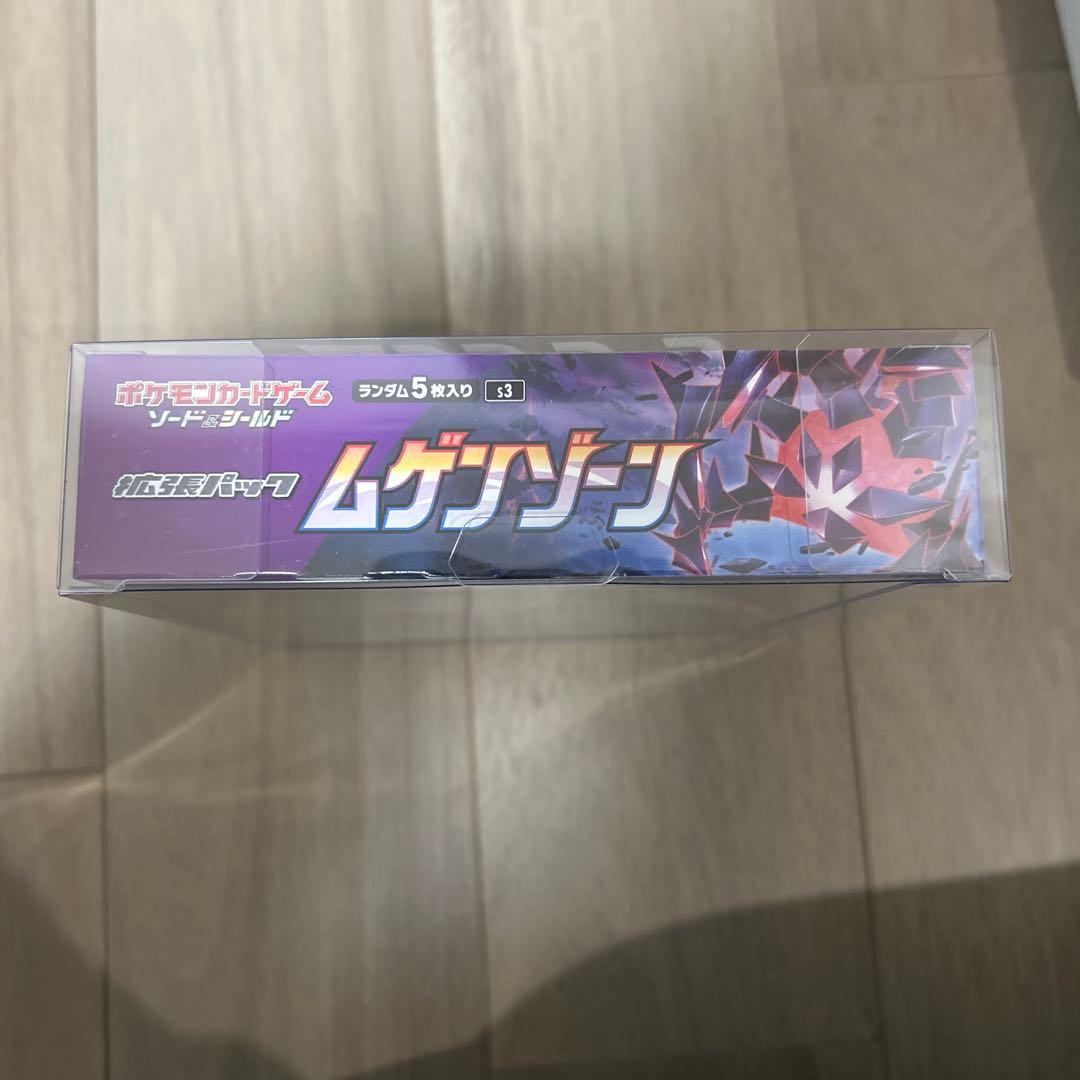 ポケモンカードゲーム
ソード&シールド
ランダム5枚入り s3
拡張パック
ムゲンゾーン